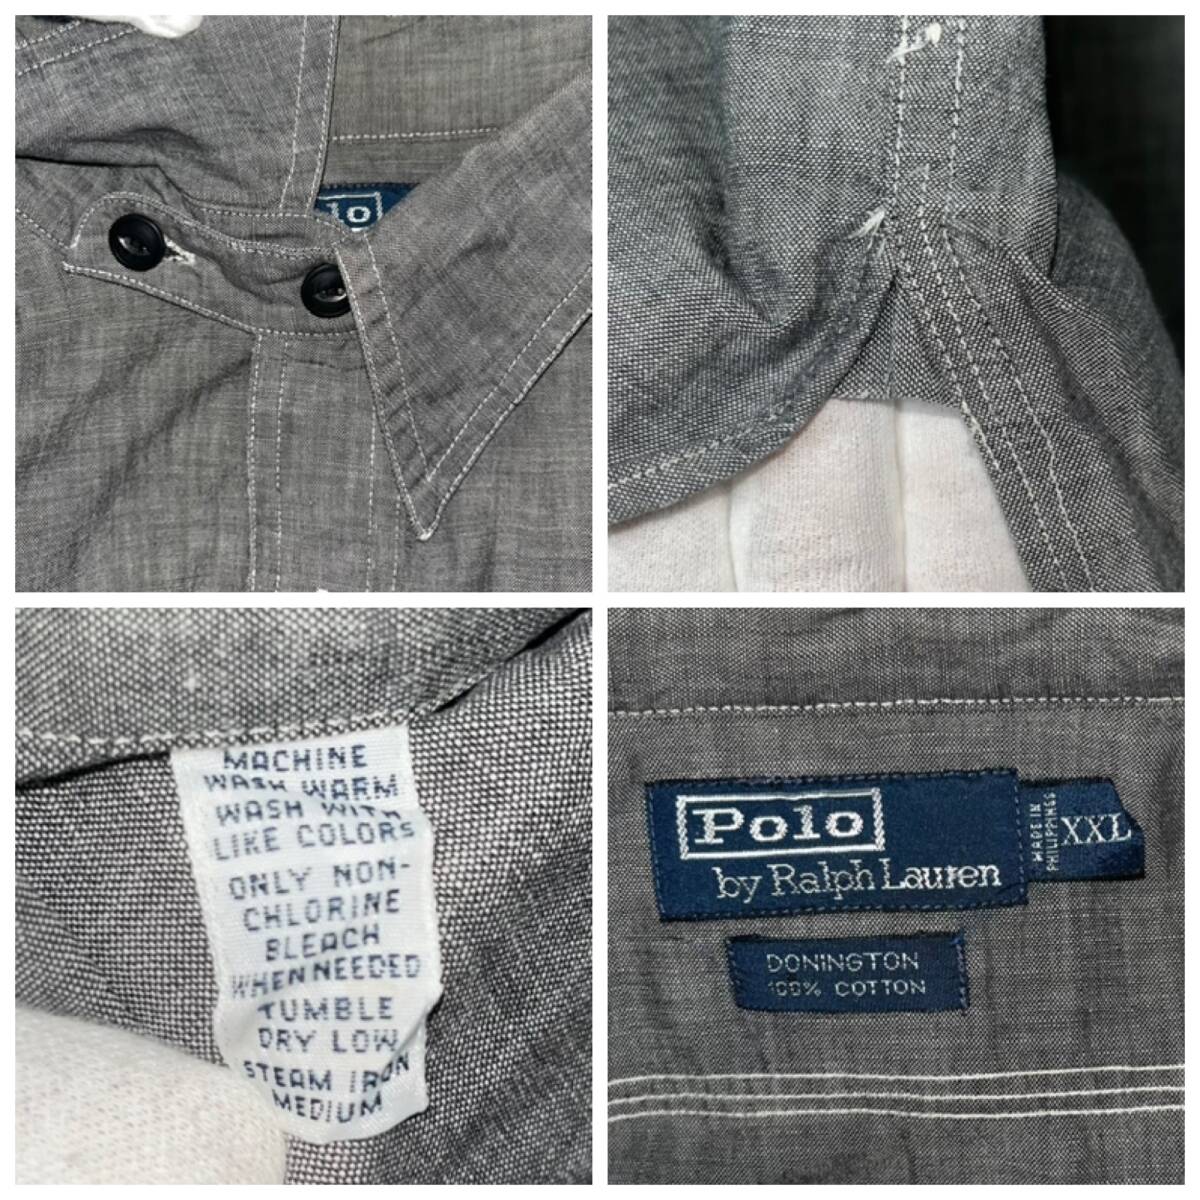 lo
MACHINE
WASH WARM
WASH WITH
LIKE COLORS
ONLY NON-
CHLORINE
BLEACH
WHEN NEEDED
TUMBLE
DRY LOW
STEAM IRON
MEDIUM
Polo
by Ralph Lauren
MADE IN
PHILIPPINES
XXL
DONINGTON
100% COTTON